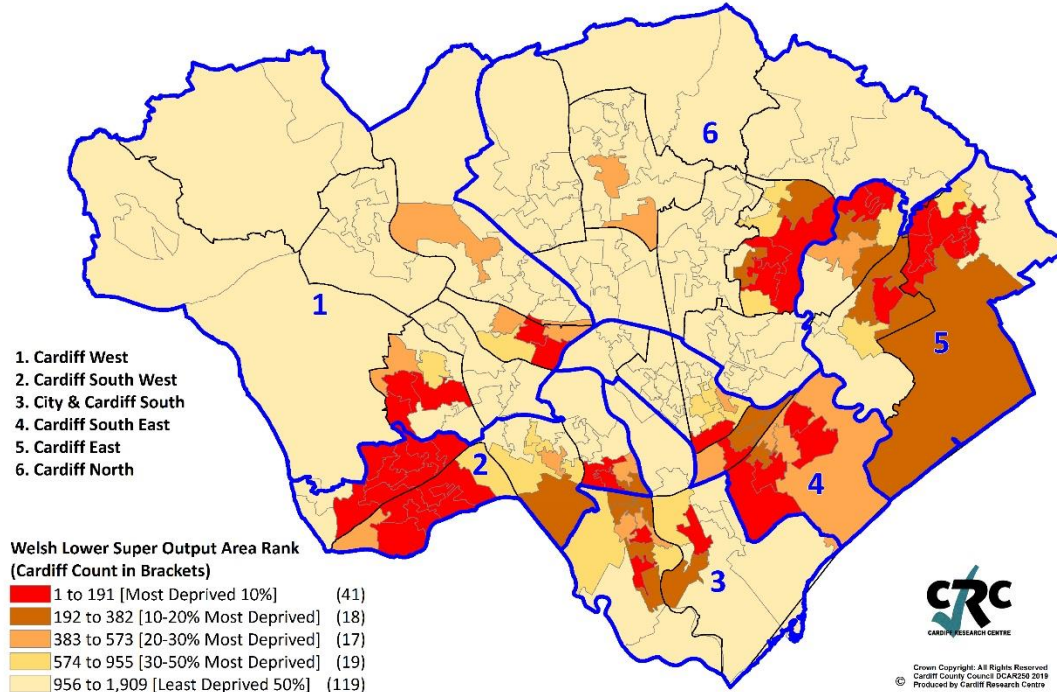 6
1
5
1. Cardiff West
2. Cardiff South West
3. City & Cardiff South
4. Cardiff South East
5. Cardiff East
6. Cardiff North
2
4
3
Welsh Lower Super Output Area Rank
(Cardiff Count in Brackets)
1 to 191 [Most Deprived 10%] (41)
192 to 382 [10-20% Most Deprived] (18)
383 to 573 [20-30% Most Deprived] (17)
574 to 955 [30-50% Most Deprived] (19)
956 to 1,909 [Least Deprived 50%] (119)
CRC
CARDIFF RESEARCH CENTRE
Crown Copyright: All Rights Reserved
Cardiff County Council DCAR250 2019
© Produced by Cardiff Research Centre